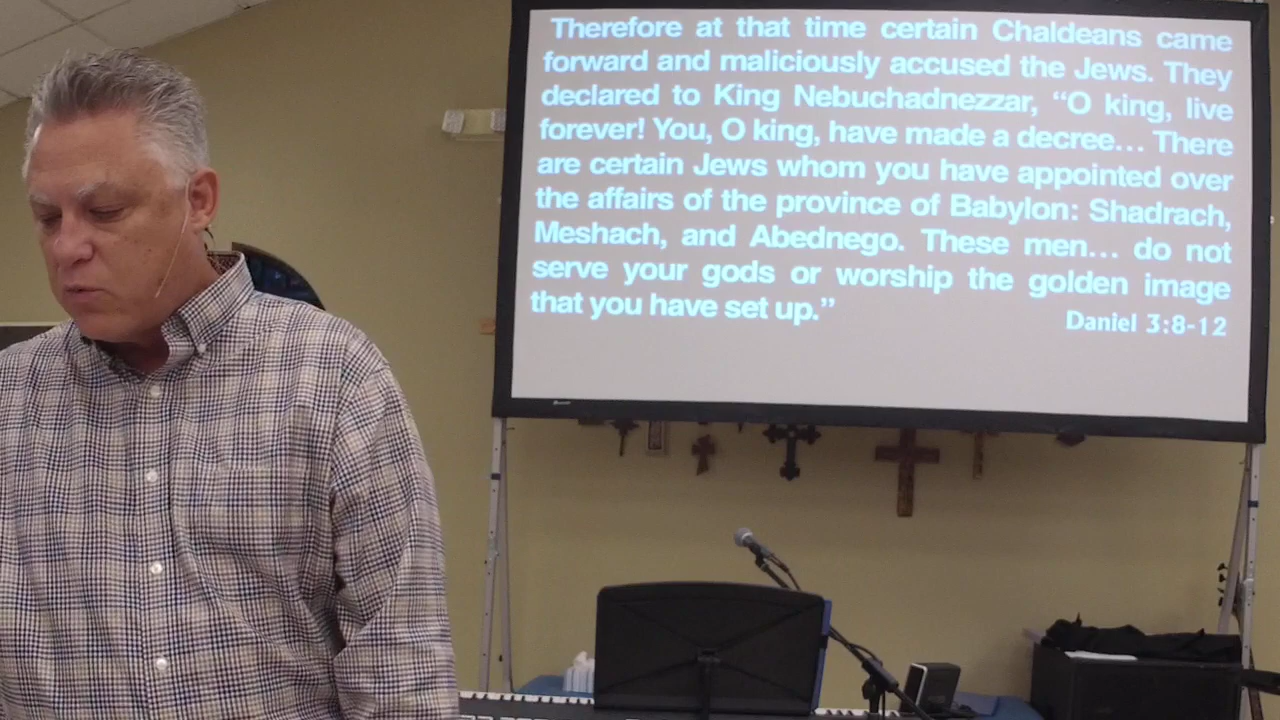 Therefore at that time certain Chaldeans came
forward and maliciously accused the Jews. They
declared to King Nebuchadnezzar, “O king, live
forever! You, O king, have made a decree... There
are certain Jews whom you have appointed over
the affairs of the province of Babylon: Shadrach,
Meshach, and Abednego. These men... do not
serve your gods or worship the golden image
that you have set up.”
Daniel 3:8-12